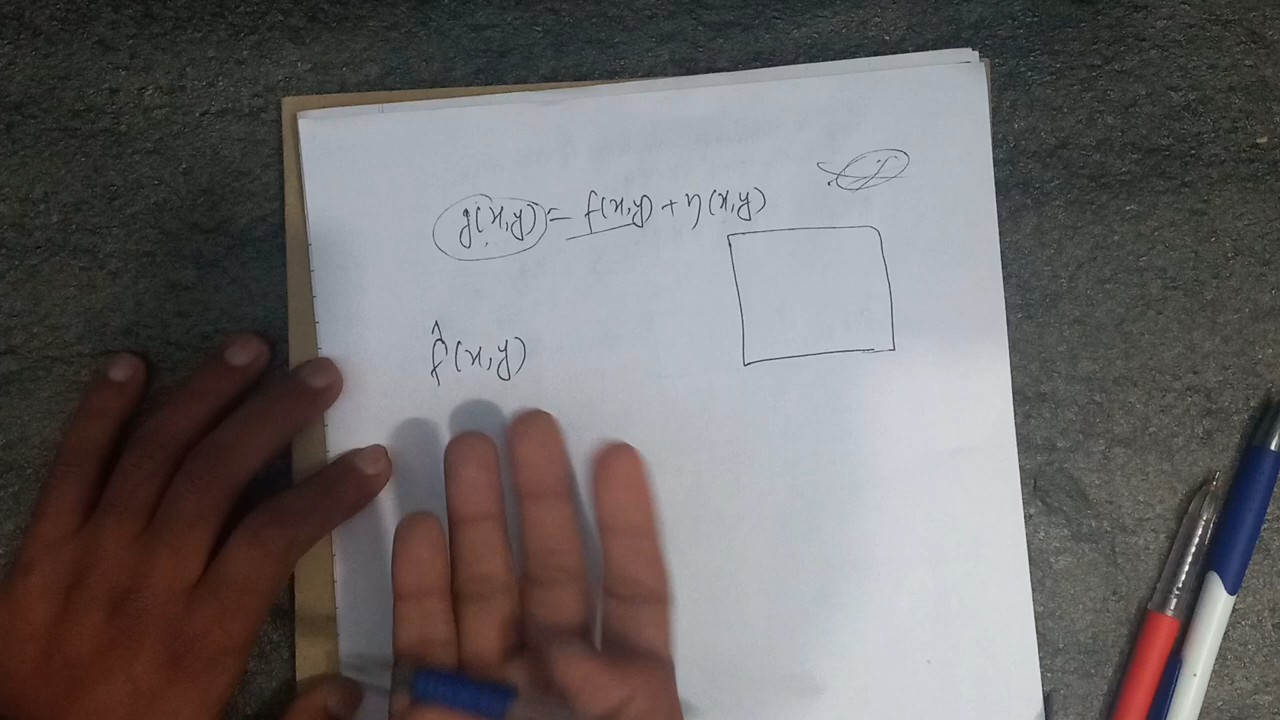 g(x,y) = f(x,y) + η(x,y)
f̂(x,y)